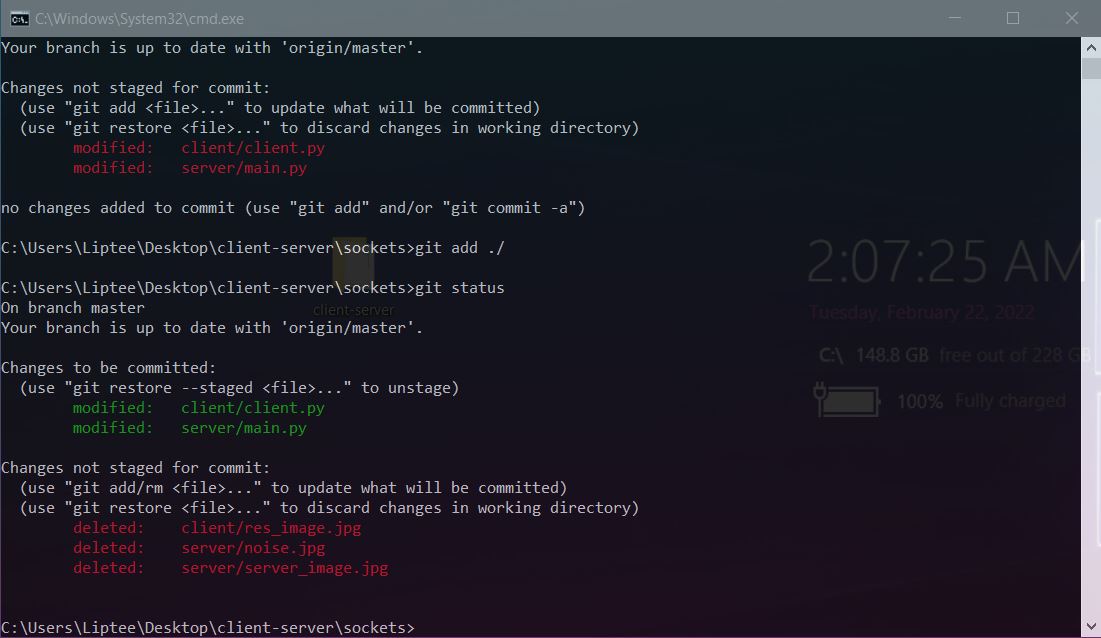 C:\Windows\System32\cmd.exe
Your branch is up to date with 'origin/master'.
Changes not staged for commit:
(use "git add <file>..." to update what will be committed)
(use "git restore <file>..." to discard changes in working directory)
modified: client/client.py
modified: server/main.py
no changes added to commit (use "git add" and/or "git commit -a")
C:\Users\Liptee\Desktop\client-server\sockets>git add ./
C:\Users\Liptee\Desktop\client-server\sockets>git status
On branch master
Your branch is up to date with 'origin/master'.
Changes to be committed:
(use "git restore --staged <file>..." to unstage)
modified: client/client.py
modified: server/main.py
Changes not staged for commit:
(use "git add/rm <file>..." to update what will be committed)
(use "git restore <file>..." to discard changes in working directory)
deleted: client/res_image.jpg
deleted: server/noise.jpg
deleted: server/server_image.jpg
C:\Users\Liptee\Desktop\client-server\sockets>
client-server
2:07:25 AM
Tuesday, February 22, 2022
C:\ 148.8 GB free out of 228 GB
100% Fully charged